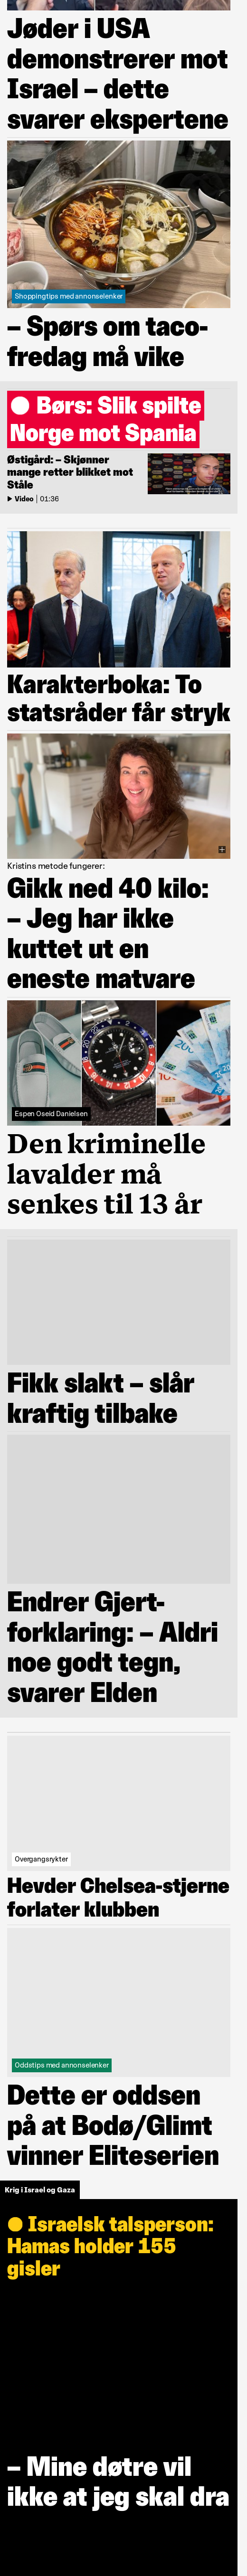 Jøder i USA
demonstrerer mot
Israel – dette
svarer ekspertene
Shoppingtips med annonselenker
– Spørs om taco-
fredag må vike
Børs: Slik spilte
Norge mot Spania
Østigård: – Skjønner
mange retter blikket mot
Ståle
Video | 01:36
Karakterboka: To
statsråder får stryk
Kristins metode fungerer:
Gikk ned 40 kilo:
– Jeg har ikke
kuttet ut en
eneste matvare
Espen Oseid Danielsen
Den kriminelle
lavalder må
senkes til 13 år
Fikk slakt – slår
kraftig tilbake
Endrer Gjert-
forklaring: – Aldri
noe godt tegn,
svarer Elden
Overgangsrykter
Hevder Chelsea-stjerne
forlater klubben
Oddstips med annonselenker
Dette er oddsen
på at Bodø/Glimt
vinner Eliteserien
Krig i Israel og Gaza
Israelsk talsperson:
Hamas holder 155
gisler
– Mine døtre vil
ikke at jeg skal dra